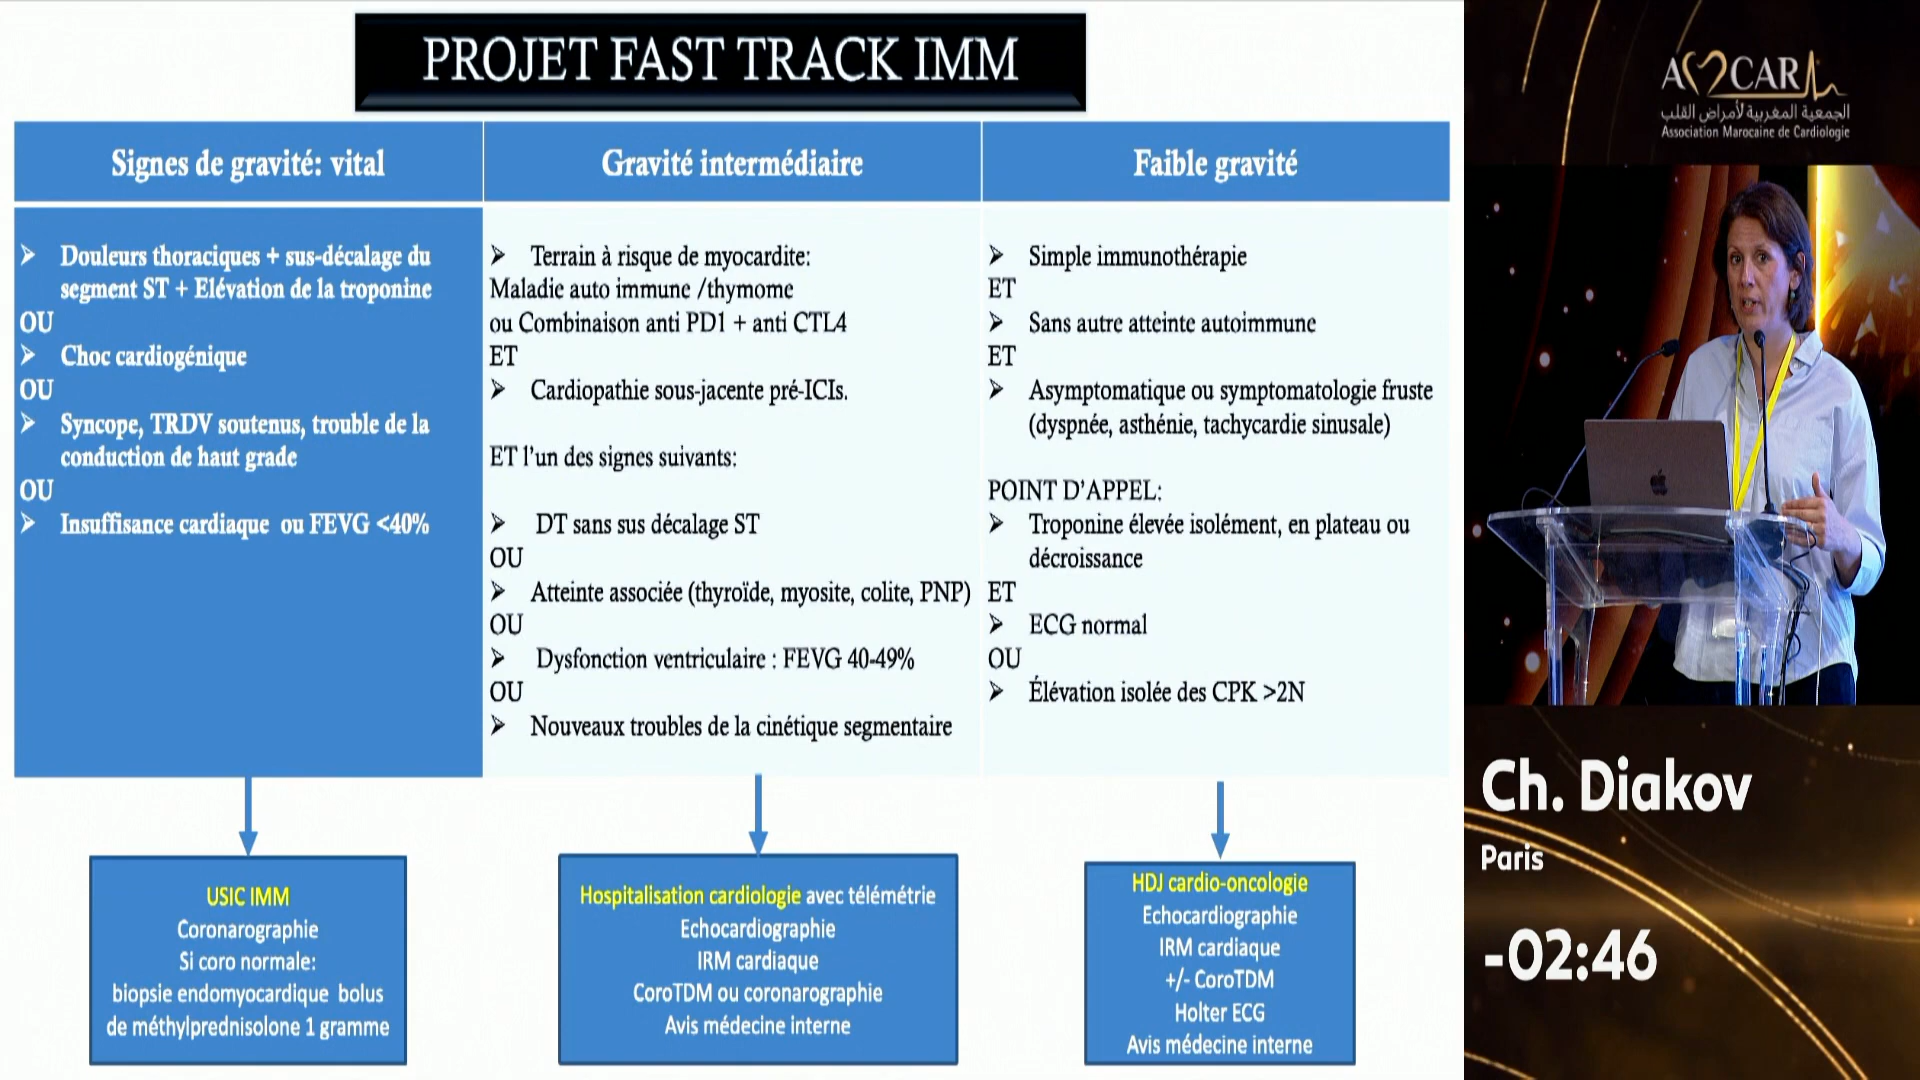 PROJET FAST TRACK IMM
Signes de gravité: vital
Douleurs thoraciques + sus-décalage du
segment ST + Elévation de la troponine
OU
Choc cardiogénique
OU
Syncope, TRDV soutenus, trouble de la
conduction de haut grade
OU
Insuffisance cardiaque ou FEVG <40%
USIC IMM
Coronarographie
Si coro normale:
biopsie endomyocardique bolus
de méthylprednisolone 1 gramme
Gravité intermédiaire
Terrain à risque de myocardite:
Maladie auto immune /thymome
ou Combinaison anti PD1 + anti CTL4
ET
Cardiopathie sous-jacente pré-ICIs.
ET l'un des signes suivants:
DT sans sus décalage ST
OU
Atteinte associée (thyroïde, myosite, colite, PNP)
OU
Dysfonction ventriculaire : FEVG 40-49%
OU
Nouveaux troubles de la cinétique segmentaire
Hospitalisation cardiologie avec télémétrie
Echocardiographie
IRM cardiaque
CoroTDM ou coronarographie
Avis médecine interne
Faible gravité
Simple immunothérapie
ET
Sans autre atteinte autoimmune
ET
Asymptomatique ou symptomatologie fruste
(dyspnée, asthénie, tachycardie sinusale)
POINT D'APPEL:
Troponine élevée isolément, en plateau ou
décroissance
ET
ECG normal
OU
Élévation isolée des CPK >2N
HDJ cardio-oncologie
Echocardiographie
IRM cardiaque
+/- CoroTDM
Holter ECG
Avis médecine interne
AMCAR
الجمعية المغربية لأمراض القلب
Association Marocaine de Cardiologie
Ch. Diakov
Paris
-02:46